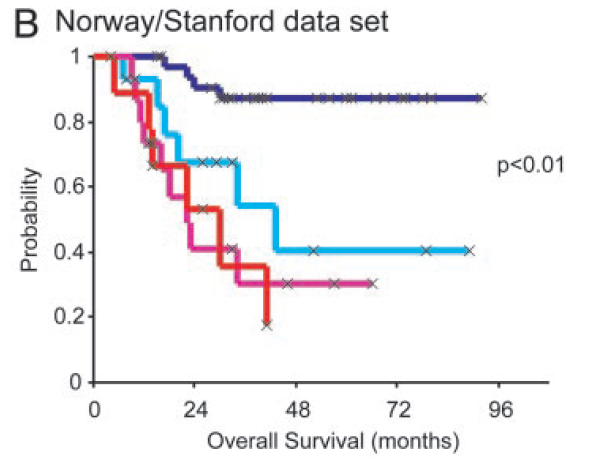 B Norway/Stanford data set
1
0.8
0.6
0.4
0.2
0
Probability
p<0.01
0 24 48 72 96
Overall Survival (months)